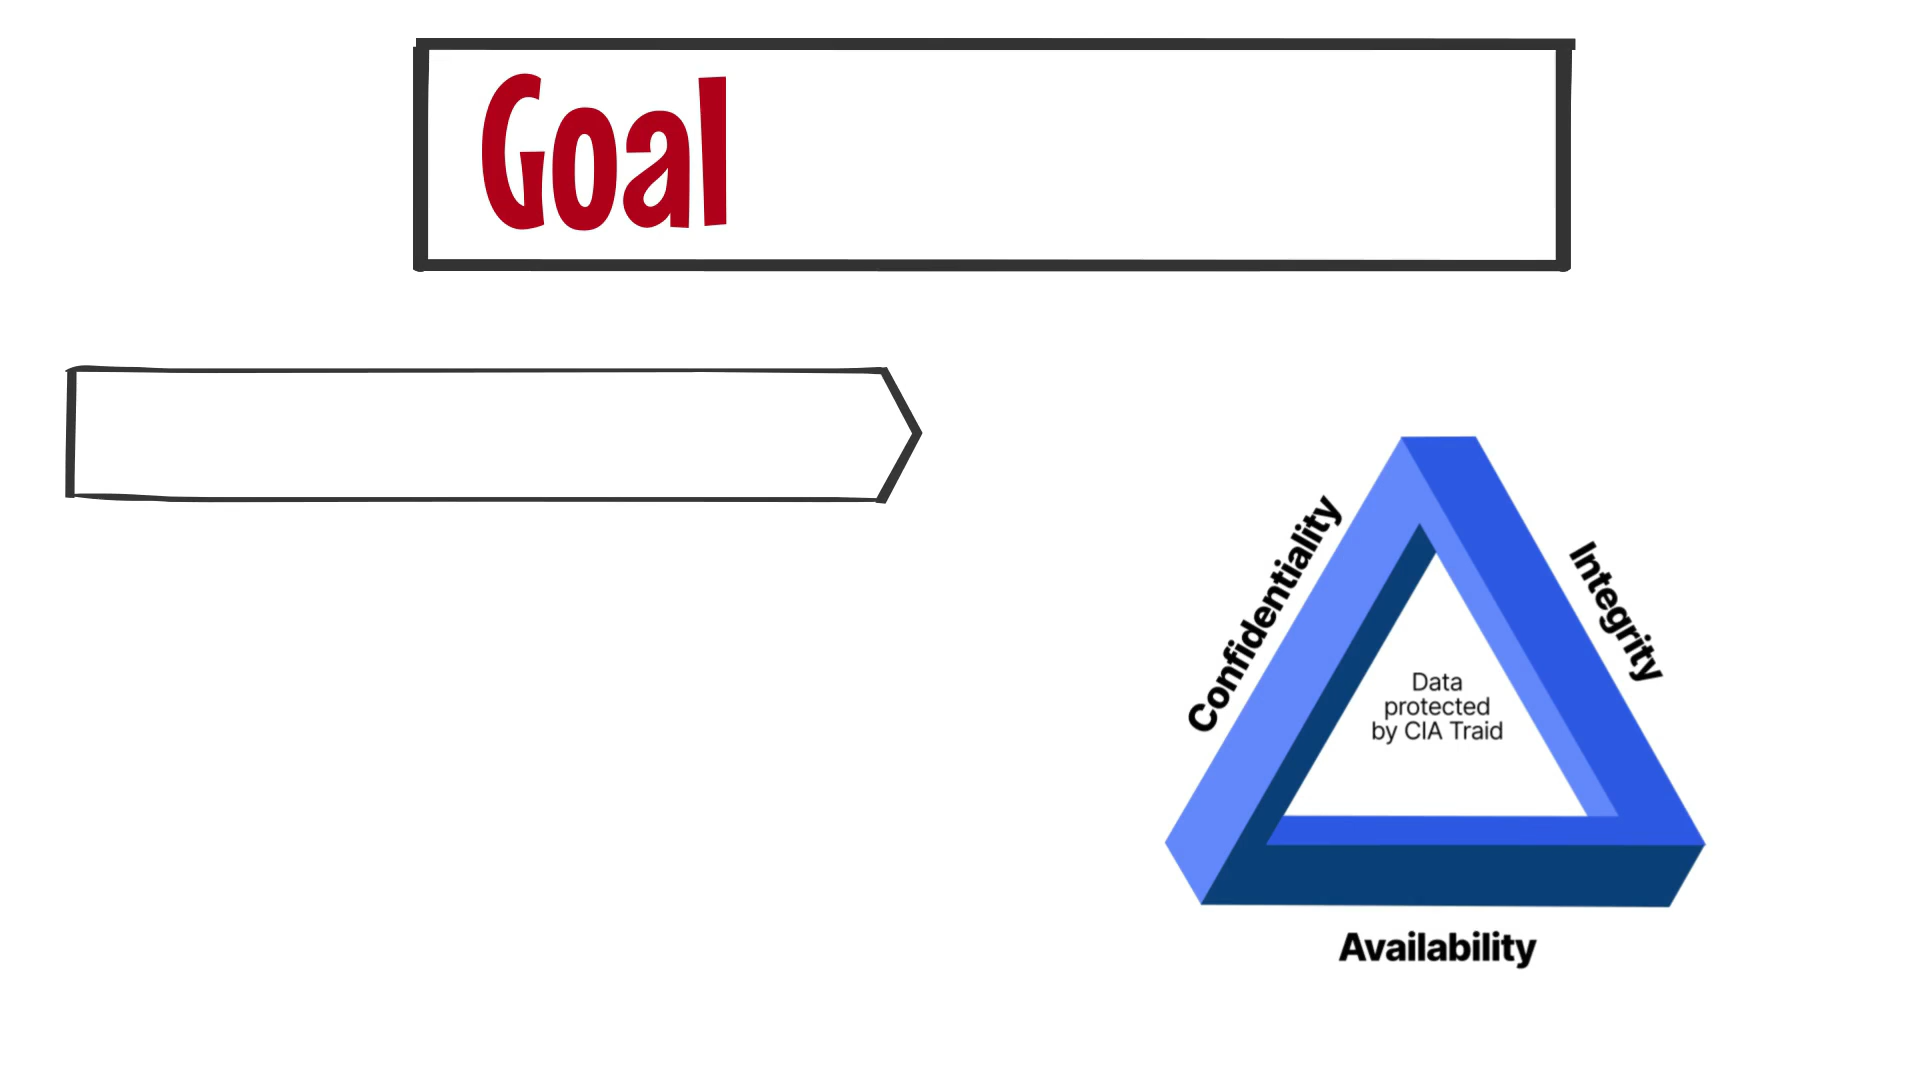 Goal
Confidentiality
Integrity
Data
protected
by CIA Traid
Availability